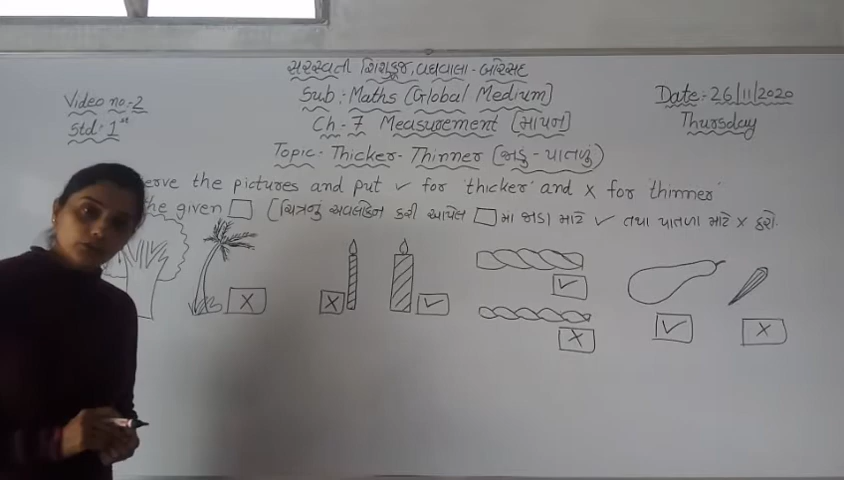 સરસ્વતી શિશુકુંજ, વઘવાલા - બોરસદ
Video no.-2
Sub: Maths [Global Medium]
Date:- 26/11/2020
Std: 1st
Ch-7 Measurement [માપન]
Thursday
Topic- Thicker- Thinner (જાડુ - પાતળું)
the pictures and put ✓ for 'thicker' and x for 'thinner'
the given □ [ચિત્રનું અવલોકન કરી આપેલ □ મા જાડા માટે ✓ તથા પાતળા માટે x કરો.
x x ✓ ✓ x ✓ x